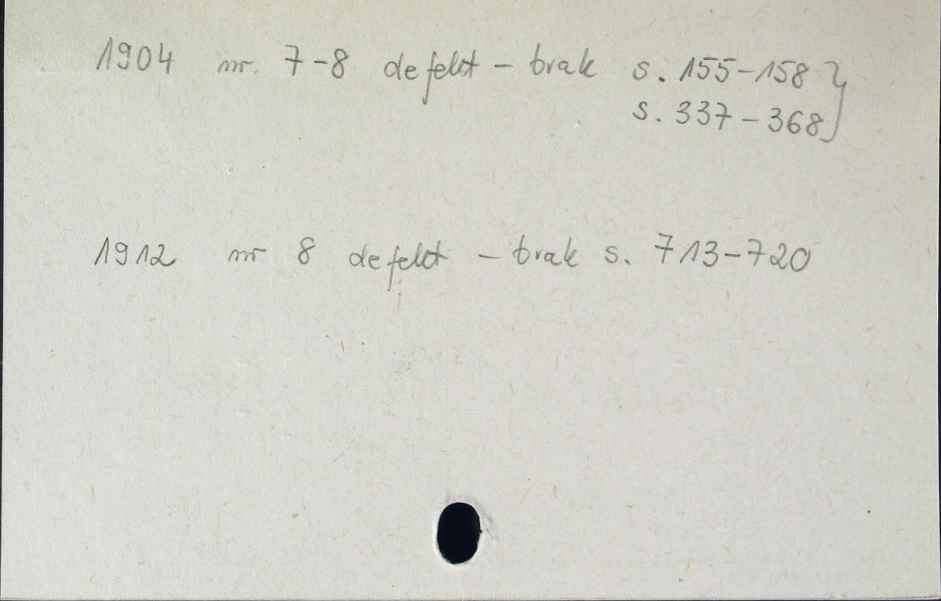 1904 nr. 7-8 defekt - brak s. 155-158 }
s. 337-368 }
1912 nr 8 defekt - brak s. 713-720